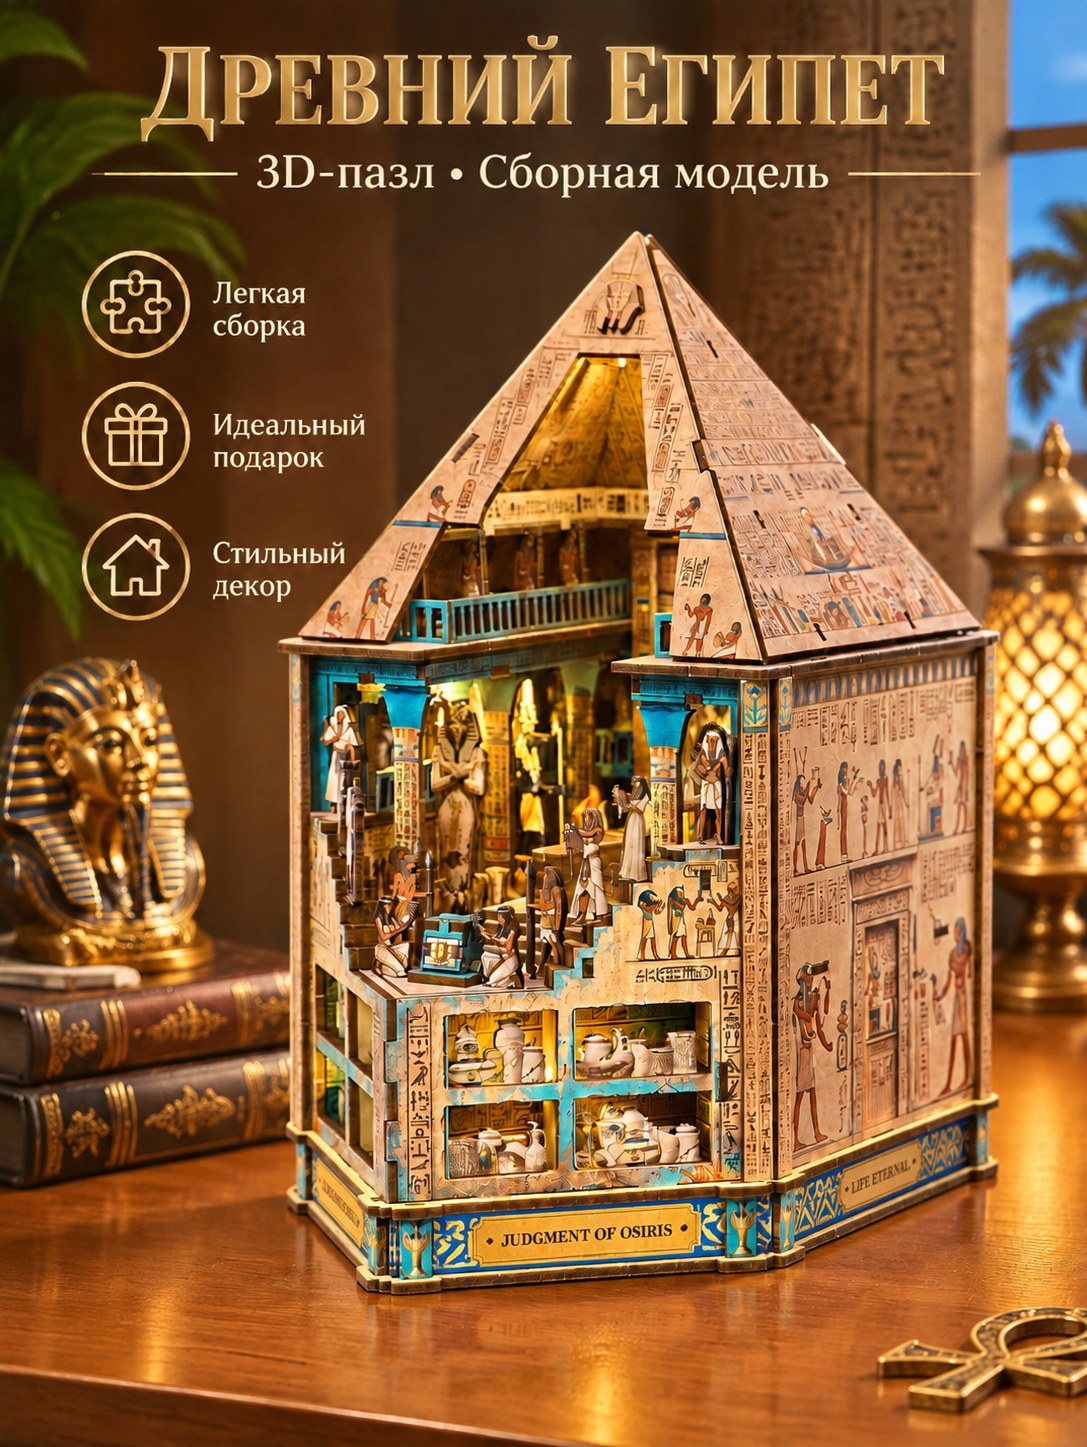 ДРЕВНИЙ ЕГИПЕТ
3D-пазл • Сборная модель
Легкая
сборка
Идеальный
подарок
Стильный
декор
• LIFE ETERNAL •
• JUDGMENT OF OSIRIS •